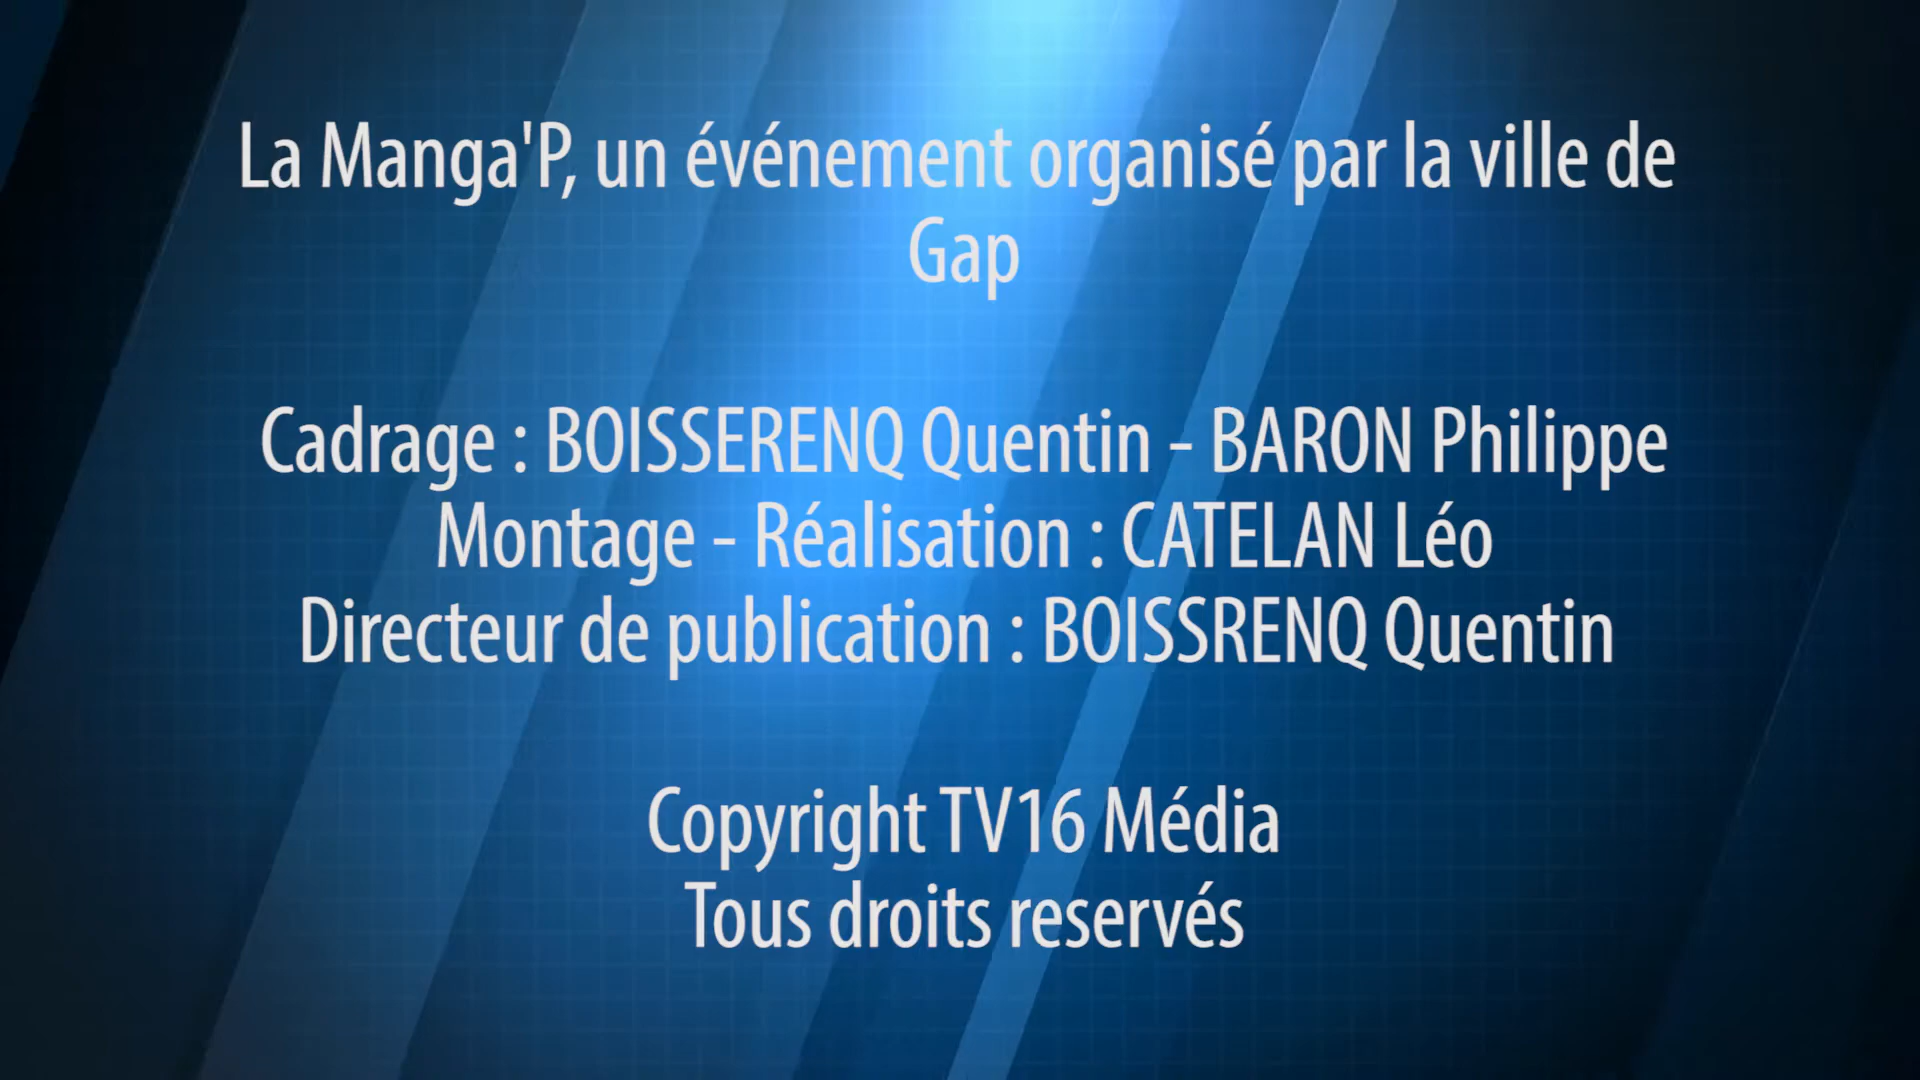 La Manga'P, un événement organisé par la ville de
Gap
Cadrage : BOISSERENQ Quentin - BARON Philippe
Montage - Réalisation : CATELAN Léo
Directeur de publication : BOISSRENQ Quentin
Copyright TV16 Média
Tous droits reservés